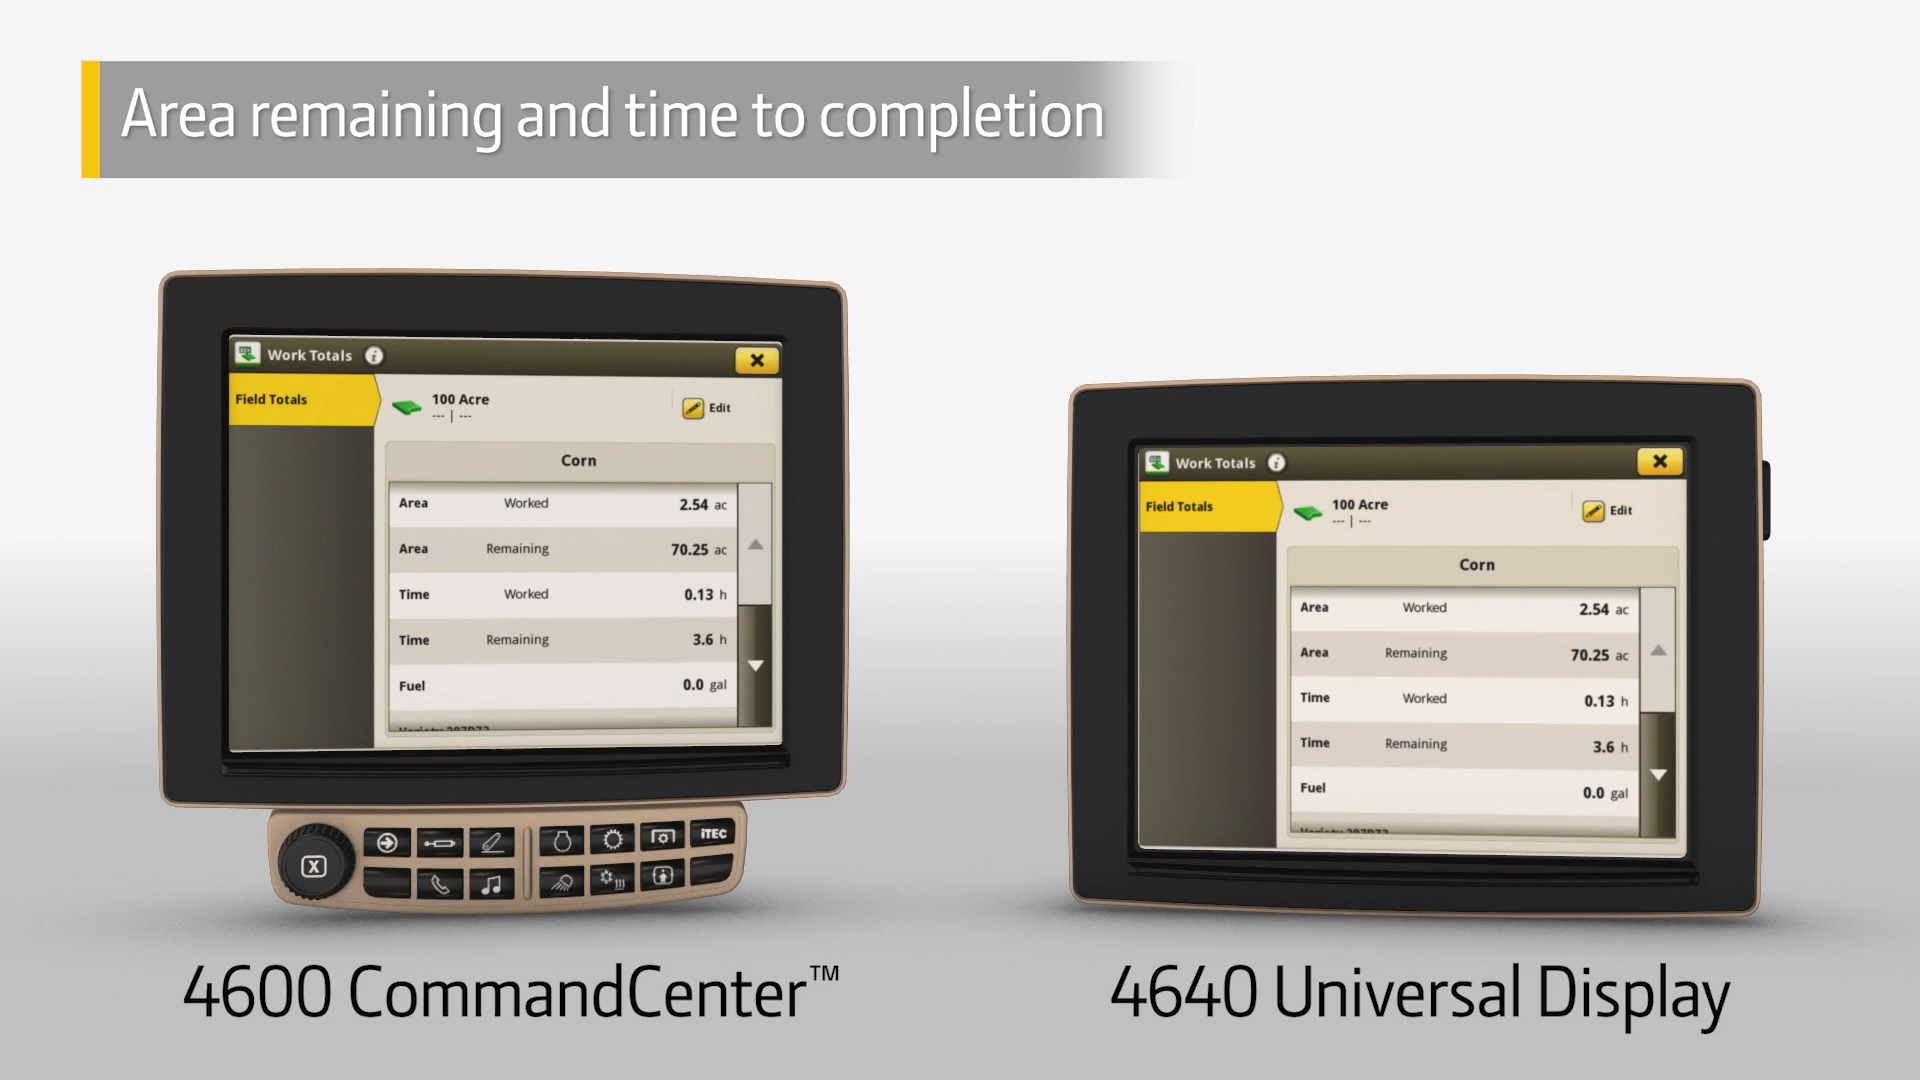 Area remaining and time to completion
Work Totals
Field Totals
100 Acre
--- | ---
Edit
Corn
Area Worked 2.54 ac
Area Remaining 70.25 ac
Time Worked 0.13 h
Time Remaining 3.6 h
Fuel 0.0 gal
iTEC
X
4600 CommandCenter™
Work Totals
Field Totals
100 Acre
--- | ---
Edit
Corn
Area Worked 2.54 ac
Area Remaining 70.25 ac
Time Worked 0.13 h
Time Remaining 3.6 h
Fuel 0.0 gal
4640 Universal Display